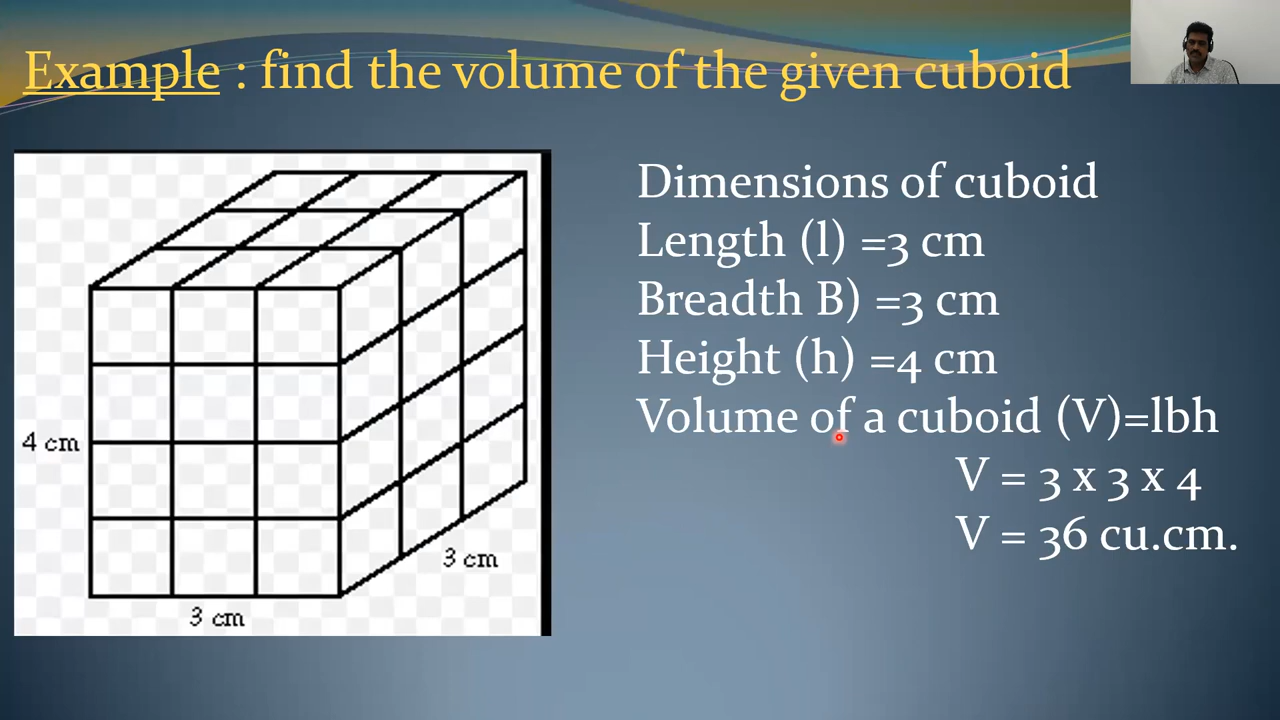 Example : find the volume of the given cuboid
Dimensions of cuboid
Length (l) =3 cm
Breadth B) =3 cm
Height (h) =4 cm
Volume of a cuboid (V)=lbh
V = 3 x 3 x 4
V = 36 cu.cm.
4 cm
3 cm
3 cm